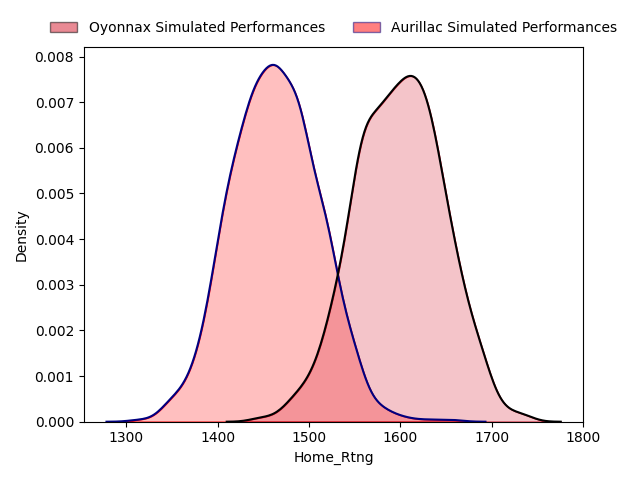 Oyonnax Simulated Performances Aurillac Simulated Performances
0.008
0.007
0.006
0.005
0.004
0.003
0.002
0.001
0.000
Density
1300 1400 1500 1600 1700 1800
Home_Rtng